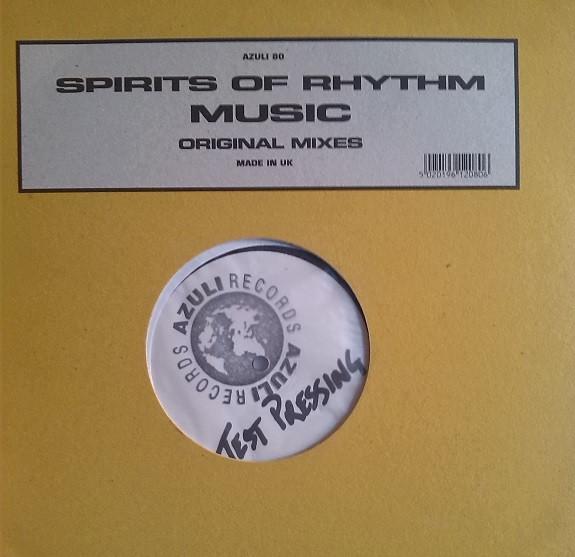 AZULI 80
SPIRITS OF RHYTHM
MUSIC
ORIGINAL MIXES
MADE IN UK
5 020196 120806
AZULI RECORDS
AZULI RECORDS
TEST PRESSING